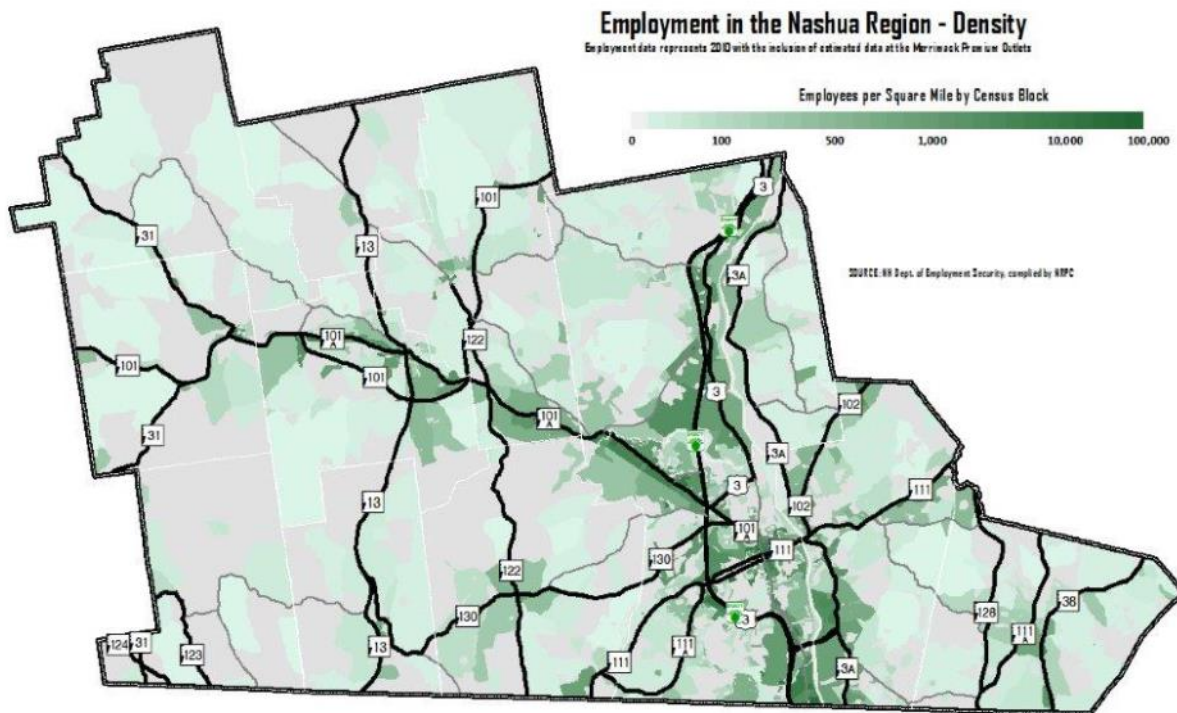 Employment in the Nashua Region - Density
Employment data represents 2010 with the inclusion of estimated data at the Merrimack Premium Outlets
Employees per Square Mile by Census Block
0 100 500 1,000 10,000 100,000
SOURCE: NH Dept. of Employment Security, compiled by NRPC
3
101
31
13
3A
122
101
A
101
101
3
102
101
A
31
3A
3
111
13
102
101
A
111
130
122
128
38
130
3
111
A
124
31
123
13
111
111
A
3A